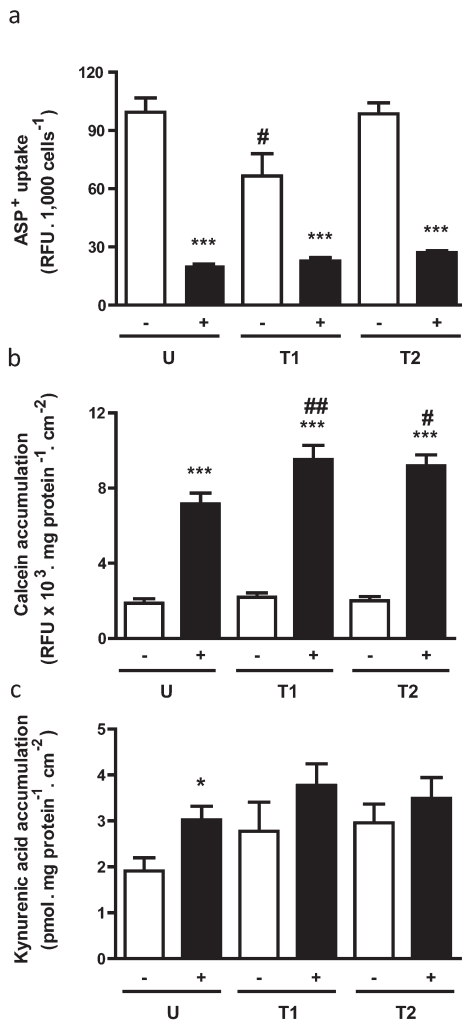 a
ASP⁺ uptake
(RFU. 1,000 cells⁻¹)
120
90
60
30
0
#
***
***
***
- + - + - +
U T1 T2
b
Calcein accumulation
(RFU x 10³. mg protein⁻¹. cm⁻²)
12
8
4
0
***
##
***
#
***
- + - + - +
U T1 T2
c
Kynurenic acid accumulation
(pmol. mg protein⁻¹. cm⁻²)
5
4
3
2
1
0
*
- + - + - +
U T1 T2